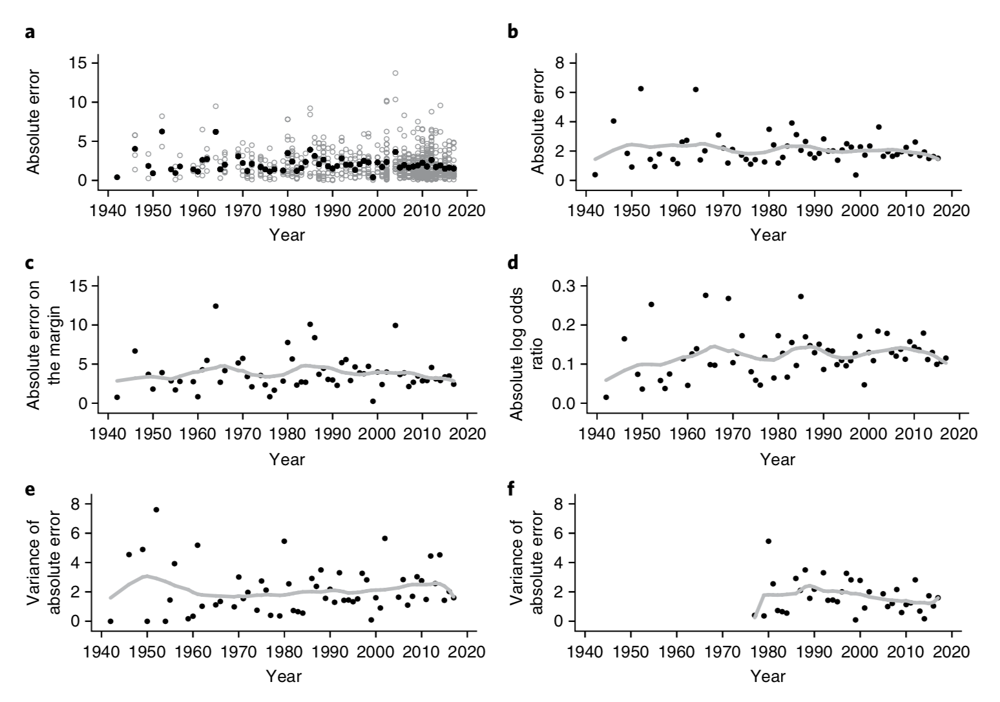 a
Absolute error
15
10
5
0
1940 1950 1960 1970 1980 1990 2000 2010 2020
Year
b
Absolute error
8
6
4
2
0
1940 1950 1960 1970 1980 1990 2000 2010 2020
Year
c
Absolute error on
the margin
15
10
5
0
1940 1950 1960 1970 1980 1990 2000 2010 2020
Year
d
Absolute log odds
ratio
0.3
0.2
0.1
0.0
1940 1950 1960 1970 1980 1990 2000 2010 2020
Year
e
Variance of
absolute error
8
6
4
2
0
1940 1950 1960 1970 1980 1990 2000 2010 2020
Year
f
Variance of
absolute error
8
6
4
2
0
1940 1950 1960 1970 1980 1990 2000 2010 2020
Year